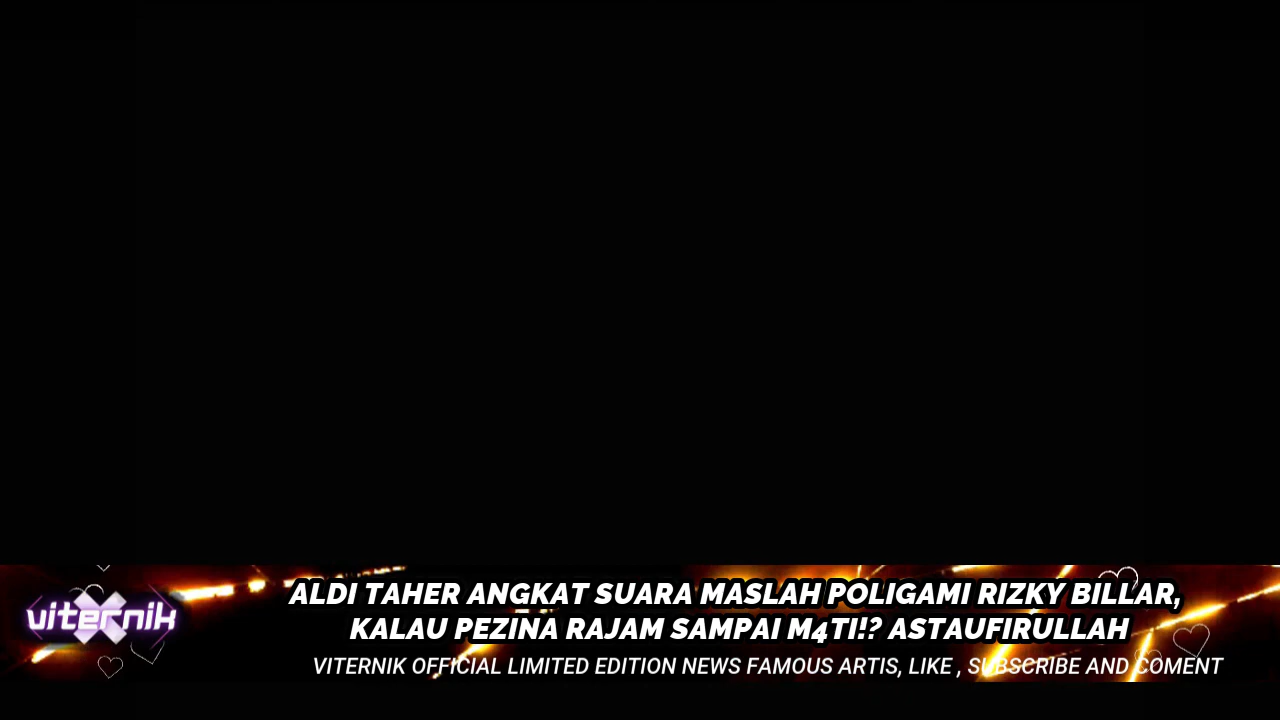 viternik
ALDI TAHER ANGKAT SUARA MASLAH POLIGAMI RIZKY BILLAR,
KALAU PEZINA RAJAM SAMPAI M4TI!? ASTAUFIRULLAH
VITERNIK OFFICIAL LIMITED EDITION NEWS FAMOUS ARTIS, LIKE , SUBSCRIBE AND COMENT